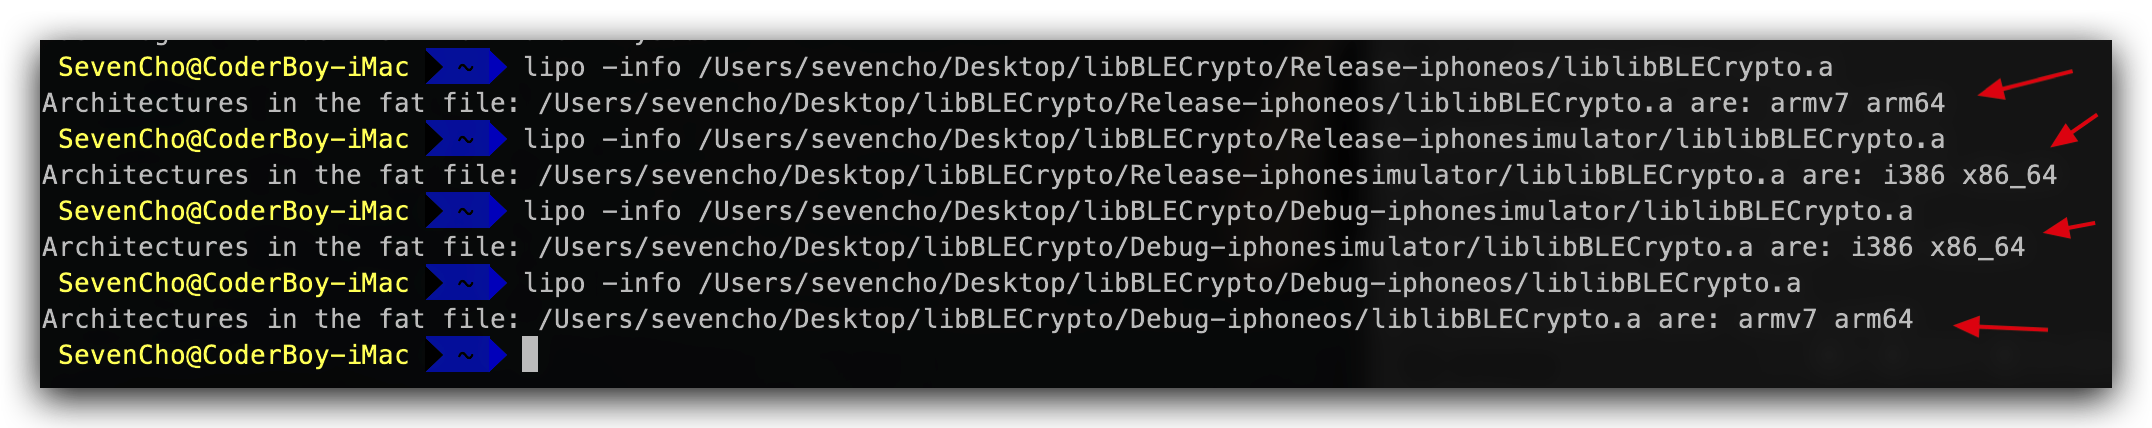 SevenCho@CoderBoy-iMac ~ lipo -info /Users/sevencho/Desktop/libBLECrypto/Release-iphoneos/liblibBLECrypto.a
Architectures in the fat file: /Users/sevencho/Desktop/libBLECrypto/Release-iphoneos/liblibBLECrypto.a are: armv7 arm64
SevenCho@CoderBoy-iMac ~ lipo -info /Users/sevencho/Desktop/libBLECrypto/Release-iphonesimulator/liblibBLECrypto.a
Architectures in the fat file: /Users/sevencho/Desktop/libBLECrypto/Release-iphonesimulator/liblibBLECrypto.a are: i386 x86_64
SevenCho@CoderBoy-iMac ~ lipo -info /Users/sevencho/Desktop/libBLECrypto/Debug-iphonesimulator/liblibBLECrypto.a
Architectures in the fat file: /Users/sevencho/Desktop/libBLECrypto/Debug-iphonesimulator/liblibBLECrypto.a are: i386 x86_64
SevenCho@CoderBoy-iMac ~ lipo -info /Users/sevencho/Desktop/libBLECrypto/Debug-iphoneos/liblibBLECrypto.a
Architectures in the fat file: /Users/sevencho/Desktop/libBLECrypto/Debug-iphoneos/liblibBLECrypto.a are: armv7 arm64
SevenCho@CoderBoy-iMac ~